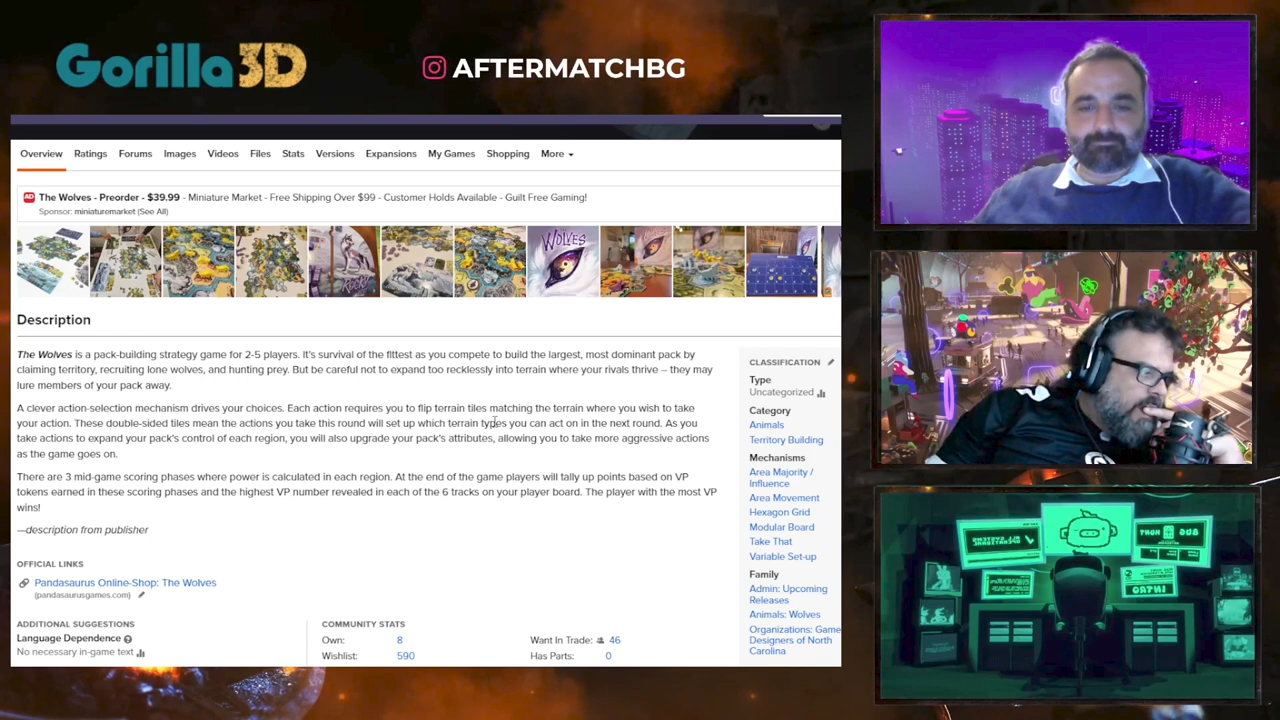 Gorilla3D
AFTERMATCHBG
Overview Ratings Forums Images Videos Files Stats Versions Expansions My Games Shopping More
AD The Wolves - Preorder - $39.99 - Miniature Market - Free Shipping Over $99 - Customer Holds Available - Guilt Free Gaming!
Sponsor: miniaturemarket (See All)
WOLVES
Description
The Wolves is a pack-building strategy game for 2-5 players. It's survival of the fittest as you compete to build the largest, most dominant pack by
claiming territory, recruiting lone wolves, and hunting prey. But be careful not to expand too recklessly into terrain where your rivals thrive – they may
lure members of your pack away.
A clever action-selection mechanism drives your choices. Each action requires you to flip terrain tiles matching the terrain where you wish to take
your action. These double-sided tiles mean the actions you take this round will set up which terrain types you can act on in the next round. As you
take actions to expand your pack's control of each region, you will also upgrade your pack's attributes, allowing you to take more aggressive actions
as the game goes on.
There are 3 mid-game scoring phases where power is calculated in each region. At the end of the game players will tally up points based on VP
tokens earned in these scoring phases and the highest VP number revealed in each of the 6 tracks on your player board. The player with the most VP
wins!
—description from publisher
OFFICIAL LINKS
Pandasaurus Online-Shop: The Wolves
(pandasaurusgames.com)
ADDITIONAL SUGGESTIONS
Language Dependence
No necessary in-game text
COMMUNITY STATS
Own: 8
Wishlist: 590
Want In Trade: 46
Has Parts: 0
CLASSIFICATION
Type
Uncategorized
Category
Animals
Territory Building
Mechanisms
Area Majority /
Influence
Area Movement
Hexagon Grid
Modular Board
Take That
Variable Set-up
Family
Admin: Upcoming
Releases
Animals: Wolves
Organizations: Game
Designers of North
Carolina